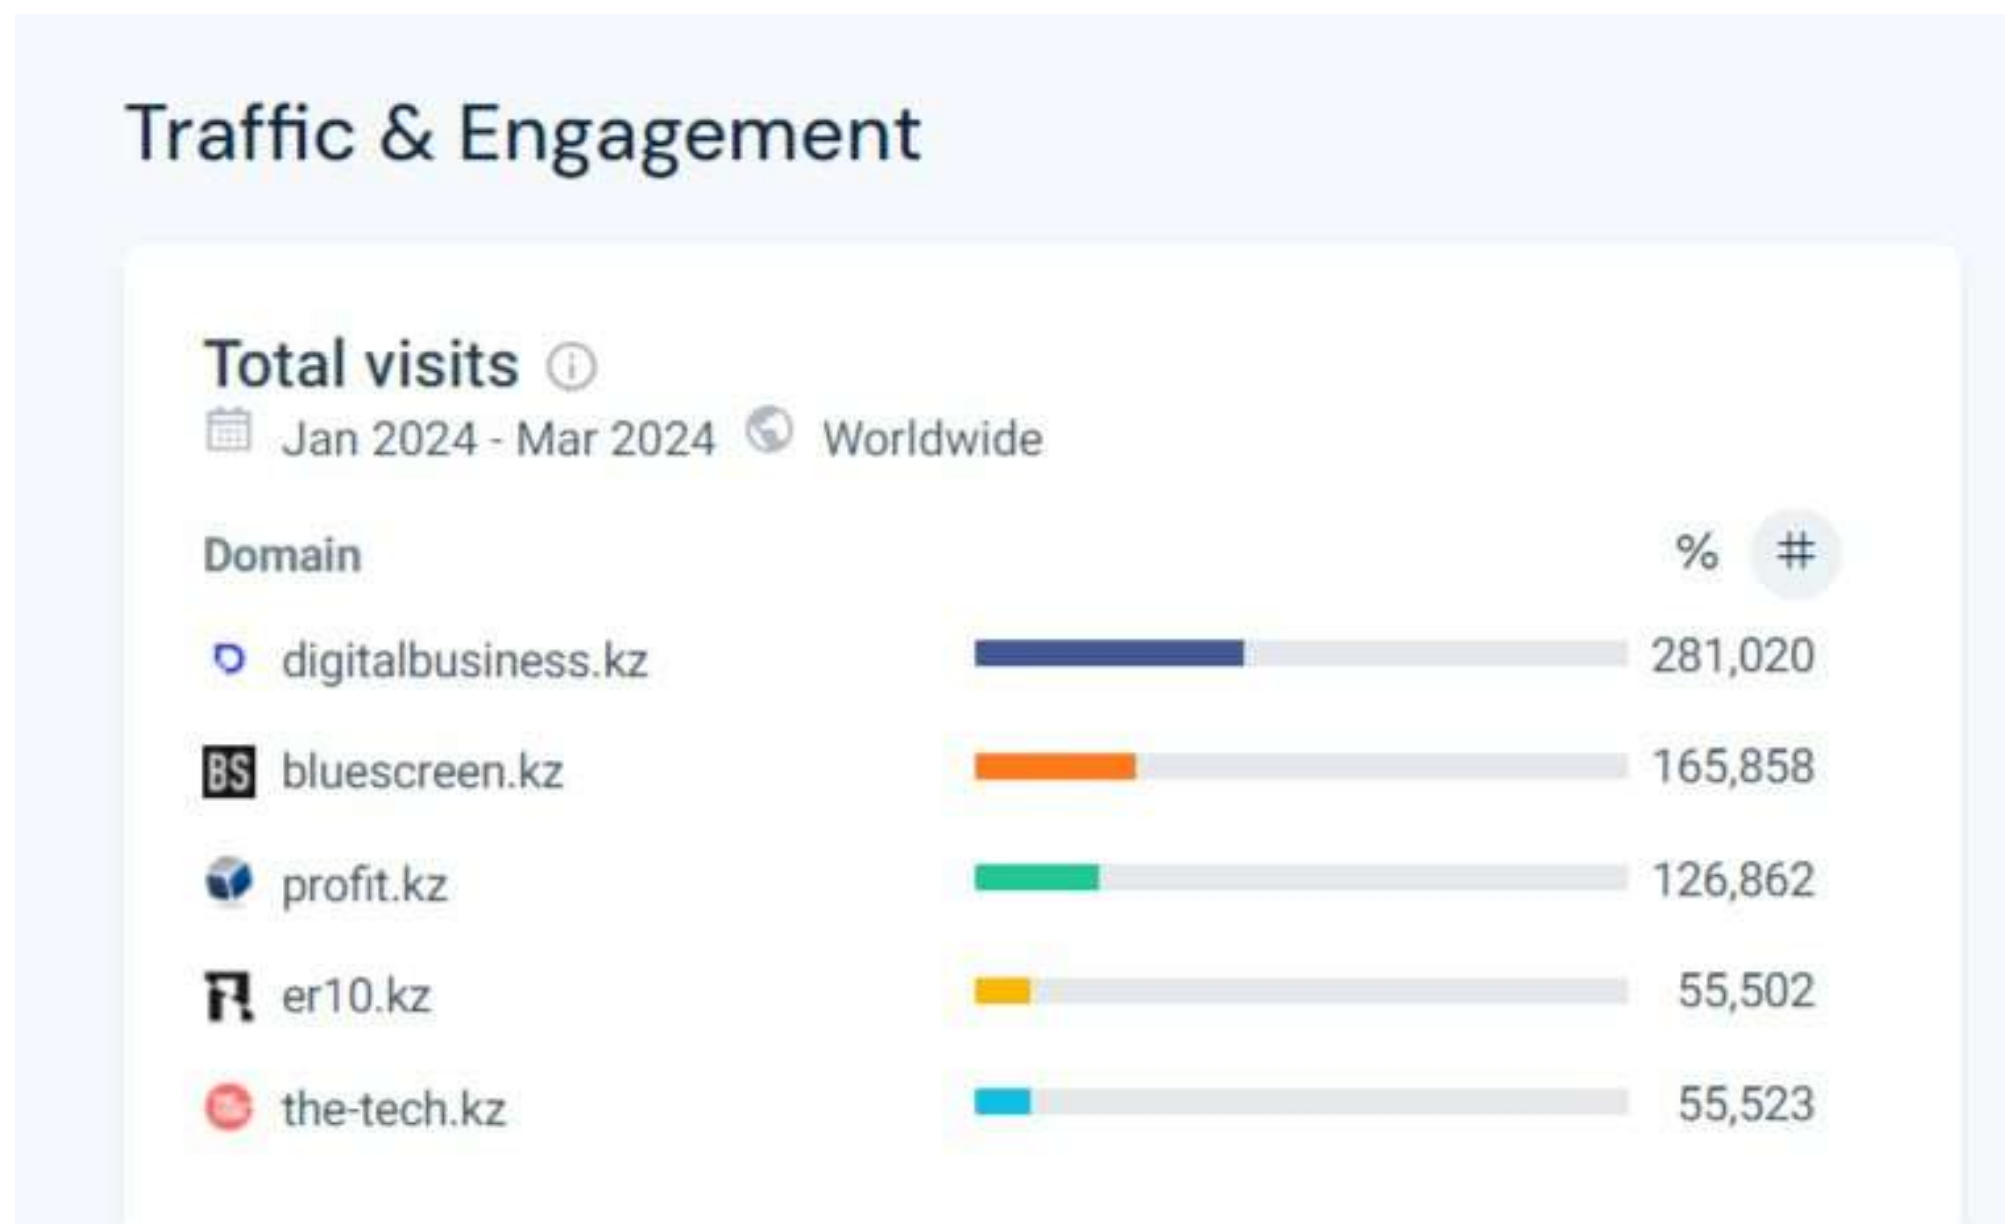 Traffic & Engagement
Total visits
Jan 2024 - Mar 2024 Worldwide
Domain % #
digitalbusiness.kz 281,020
BS bluescreen.kz 165,858
profit.kz 126,862
er10.kz 55,502
the-tech.kz 55,523